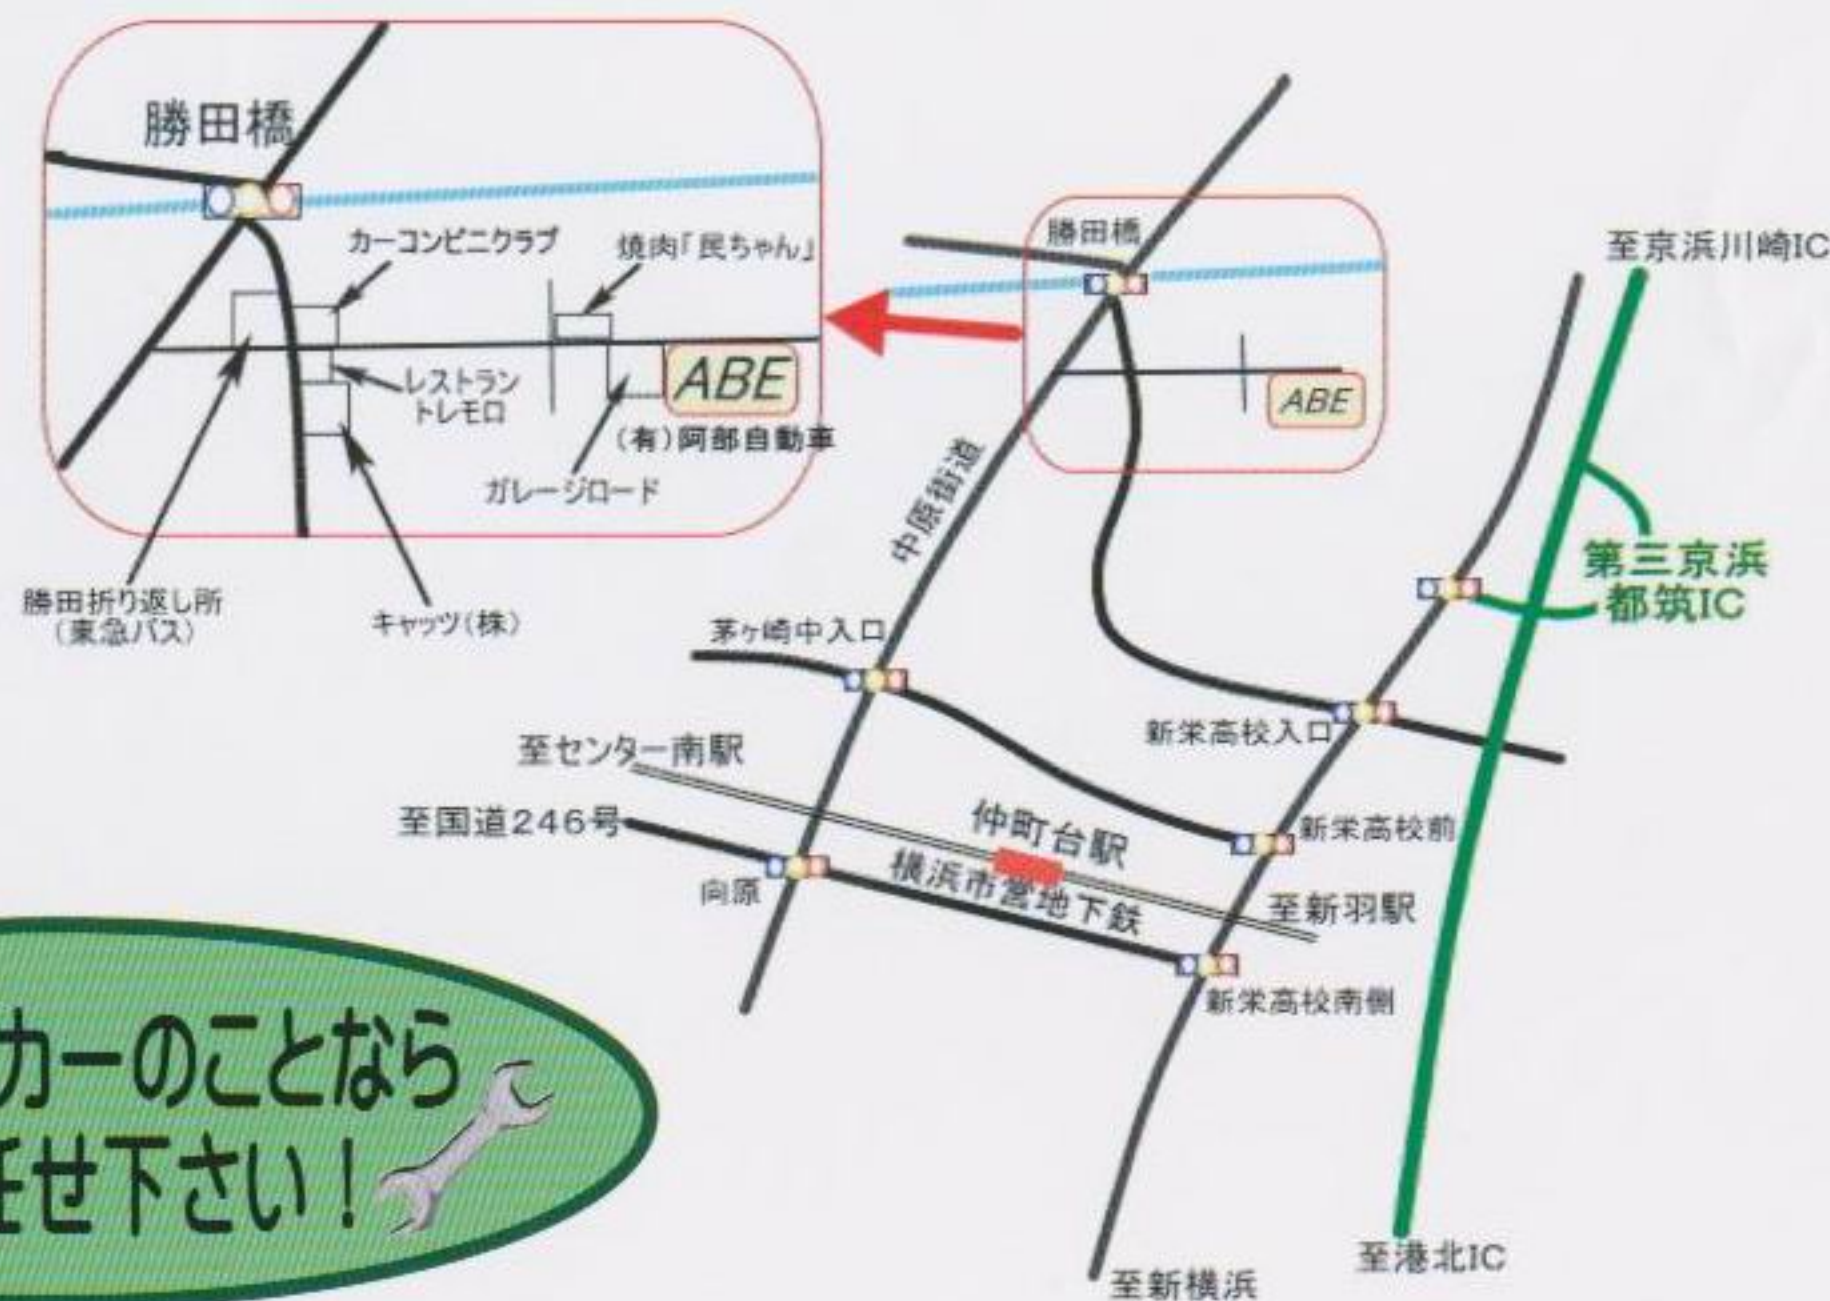 勝田橋
カーコンビニクラブ
焼肉「民ちゃん」
レストラン
トレモロ
ABE
(有)阿部自動車
ガレージロード
勝田折り返し所
(東急バス)
キャッツ(株)
勝田橋
ABE
至京浜川崎IC
中原街道
第三京浜
都筑IC
茅ヶ崎中入口
新栄高校入口
至センター南駅
至国道246号
仲町台駅
横浜市営地下鉄
新栄高校前
向原
至新羽駅
新栄高校南側
カーのことなら
任せ下さい!
至港北IC
至新横浜